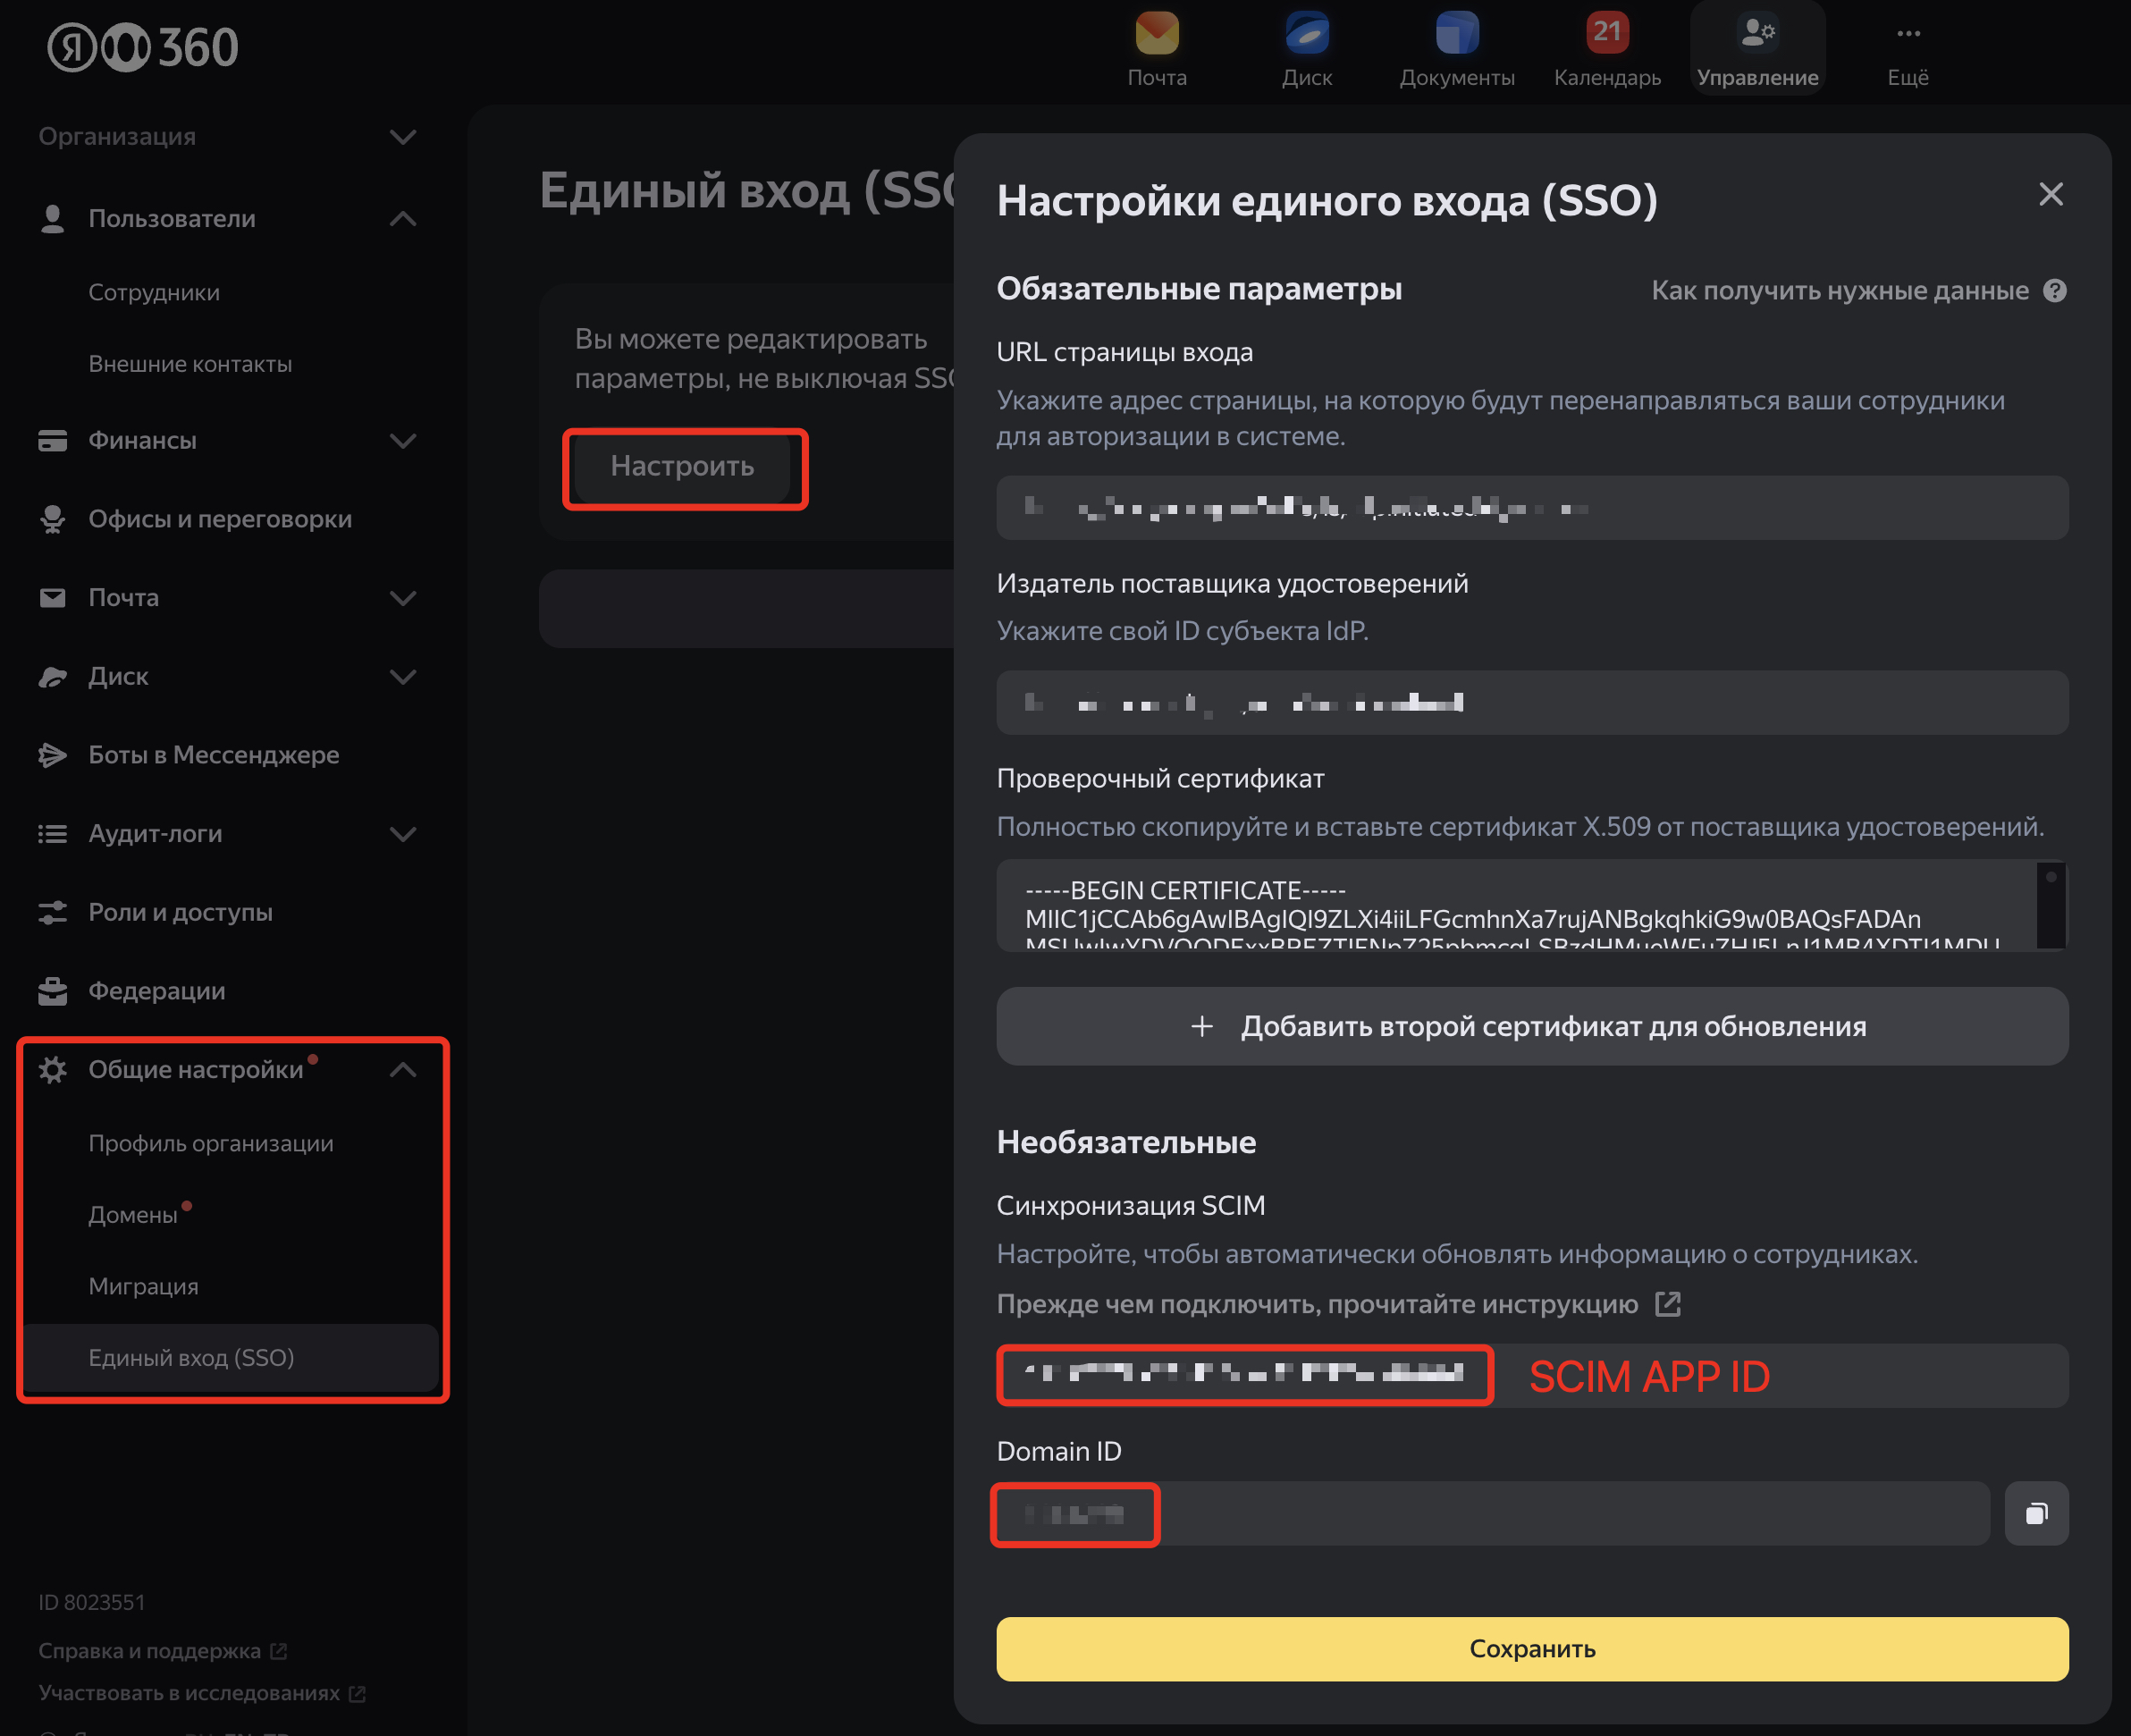 Я 360
Почта
Диск
Документы
21
Календарь
Управление
Ещё
Организация
Пользователи
Сотрудники
Внешние контакты
Финансы
Офисы и переговорки
Почта
Диск
Боты в Мессенджере
Аудит-логи
Роли и доступы
Федерации
Общие настройки
Профиль организации
Домены
Миграция
Единый вход (SSO)
ID 8023551
Справка и поддержка
Участвовать в исследованиях
Единый вход (SSO
Вы можете редактировать
параметры, не выключая SSO
Настроить
Настройки единого входа (SSO)
Обязательные параметры
Как получить нужные данные
URL страницы входа
Укажите адрес страницы, на которую будут перенаправляться ваши сотрудники
для авторизации в системе.
Издатель поставщика удостоверений
Укажите свой ID субъекта IdP.
Проверочный сертификат
Полностью скопируйте и вставьте сертификат X.509 от поставщика удостоверений.
-----BEGIN CERTIFICATE-----
MIIC1jCCAb6gAwIBAgIQI9ZLXi4iiLFGcmhnXa7rujANBgkqhkiG9w0BAQsFADAn
+ Добавить второй сертификат для обновления
Необязательные
Синхронизация SCIM
Настройте, чтобы автоматически обновлять информацию о сотрудниках.
Прежде чем подключить, прочитайте инструкцию
SCIM APP ID
Domain ID
Сохранить